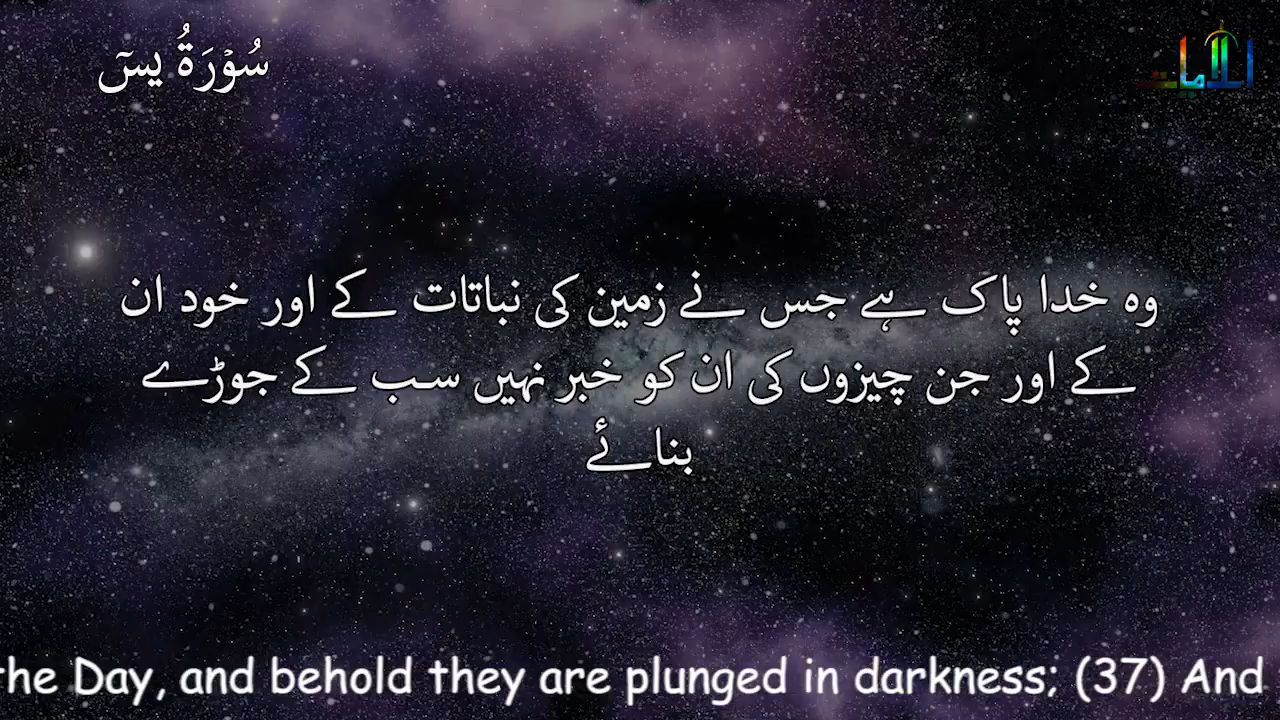 سُوْرَةُ يسٓ
وہ خدا پاک ہے جس نے زمین کی نباتات کے اور خود ان
کے اور جن چیزوں کی ان کو خبر نہیں سب کے جوڑے
بنائے
the Day, and behold they are plunged in darkness; (37) And